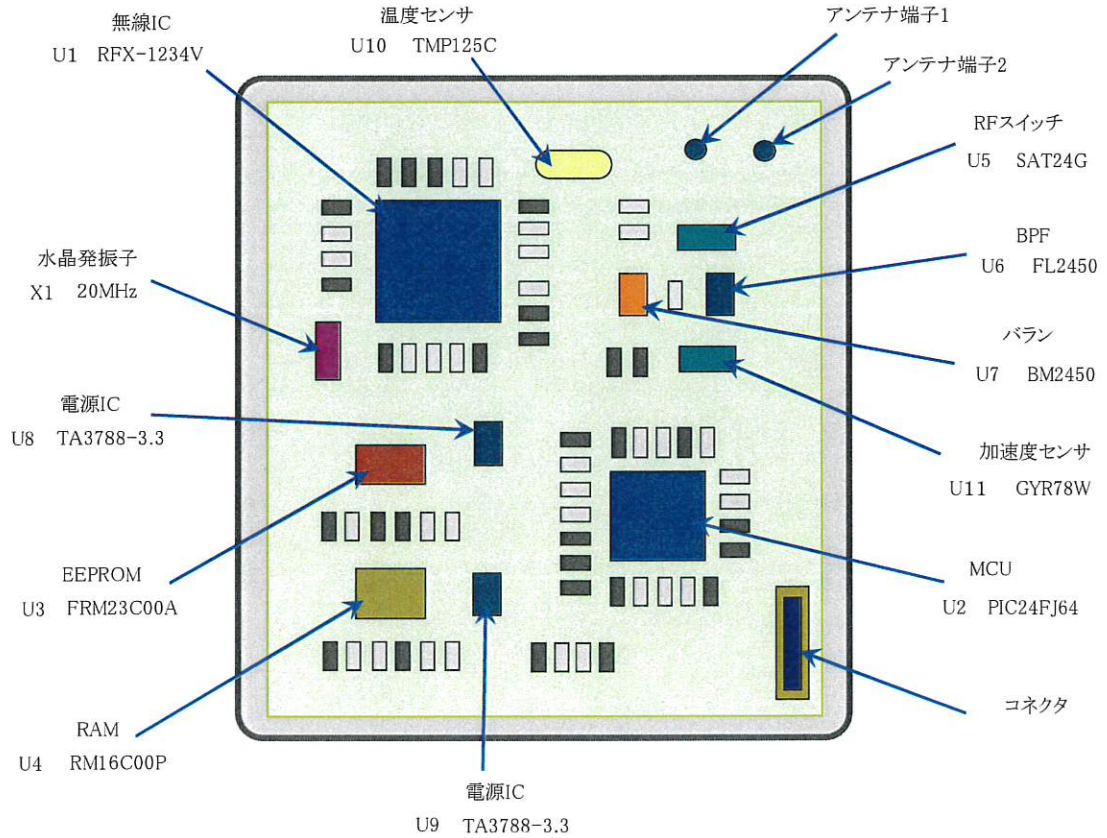 無線IC
U1 RFX-1234V
温度センサ
U10 TMP125C
アンテナ端子1
アンテナ端子2
RFスイッチ
U5 SAT24G
BPF
U6 FL2450
バラン
U7 BM2450
加速度センサ
U11 GYR78W
MCU
U2 PIC24FJ64
コネクタ
水晶発振子
X1 20MHz
電源IC
U8 TA3788-3.3
EEPROM
U3 FRM23C00A
RAM
U4 RM16C00P
電源IC
U9 TA3788-3.3